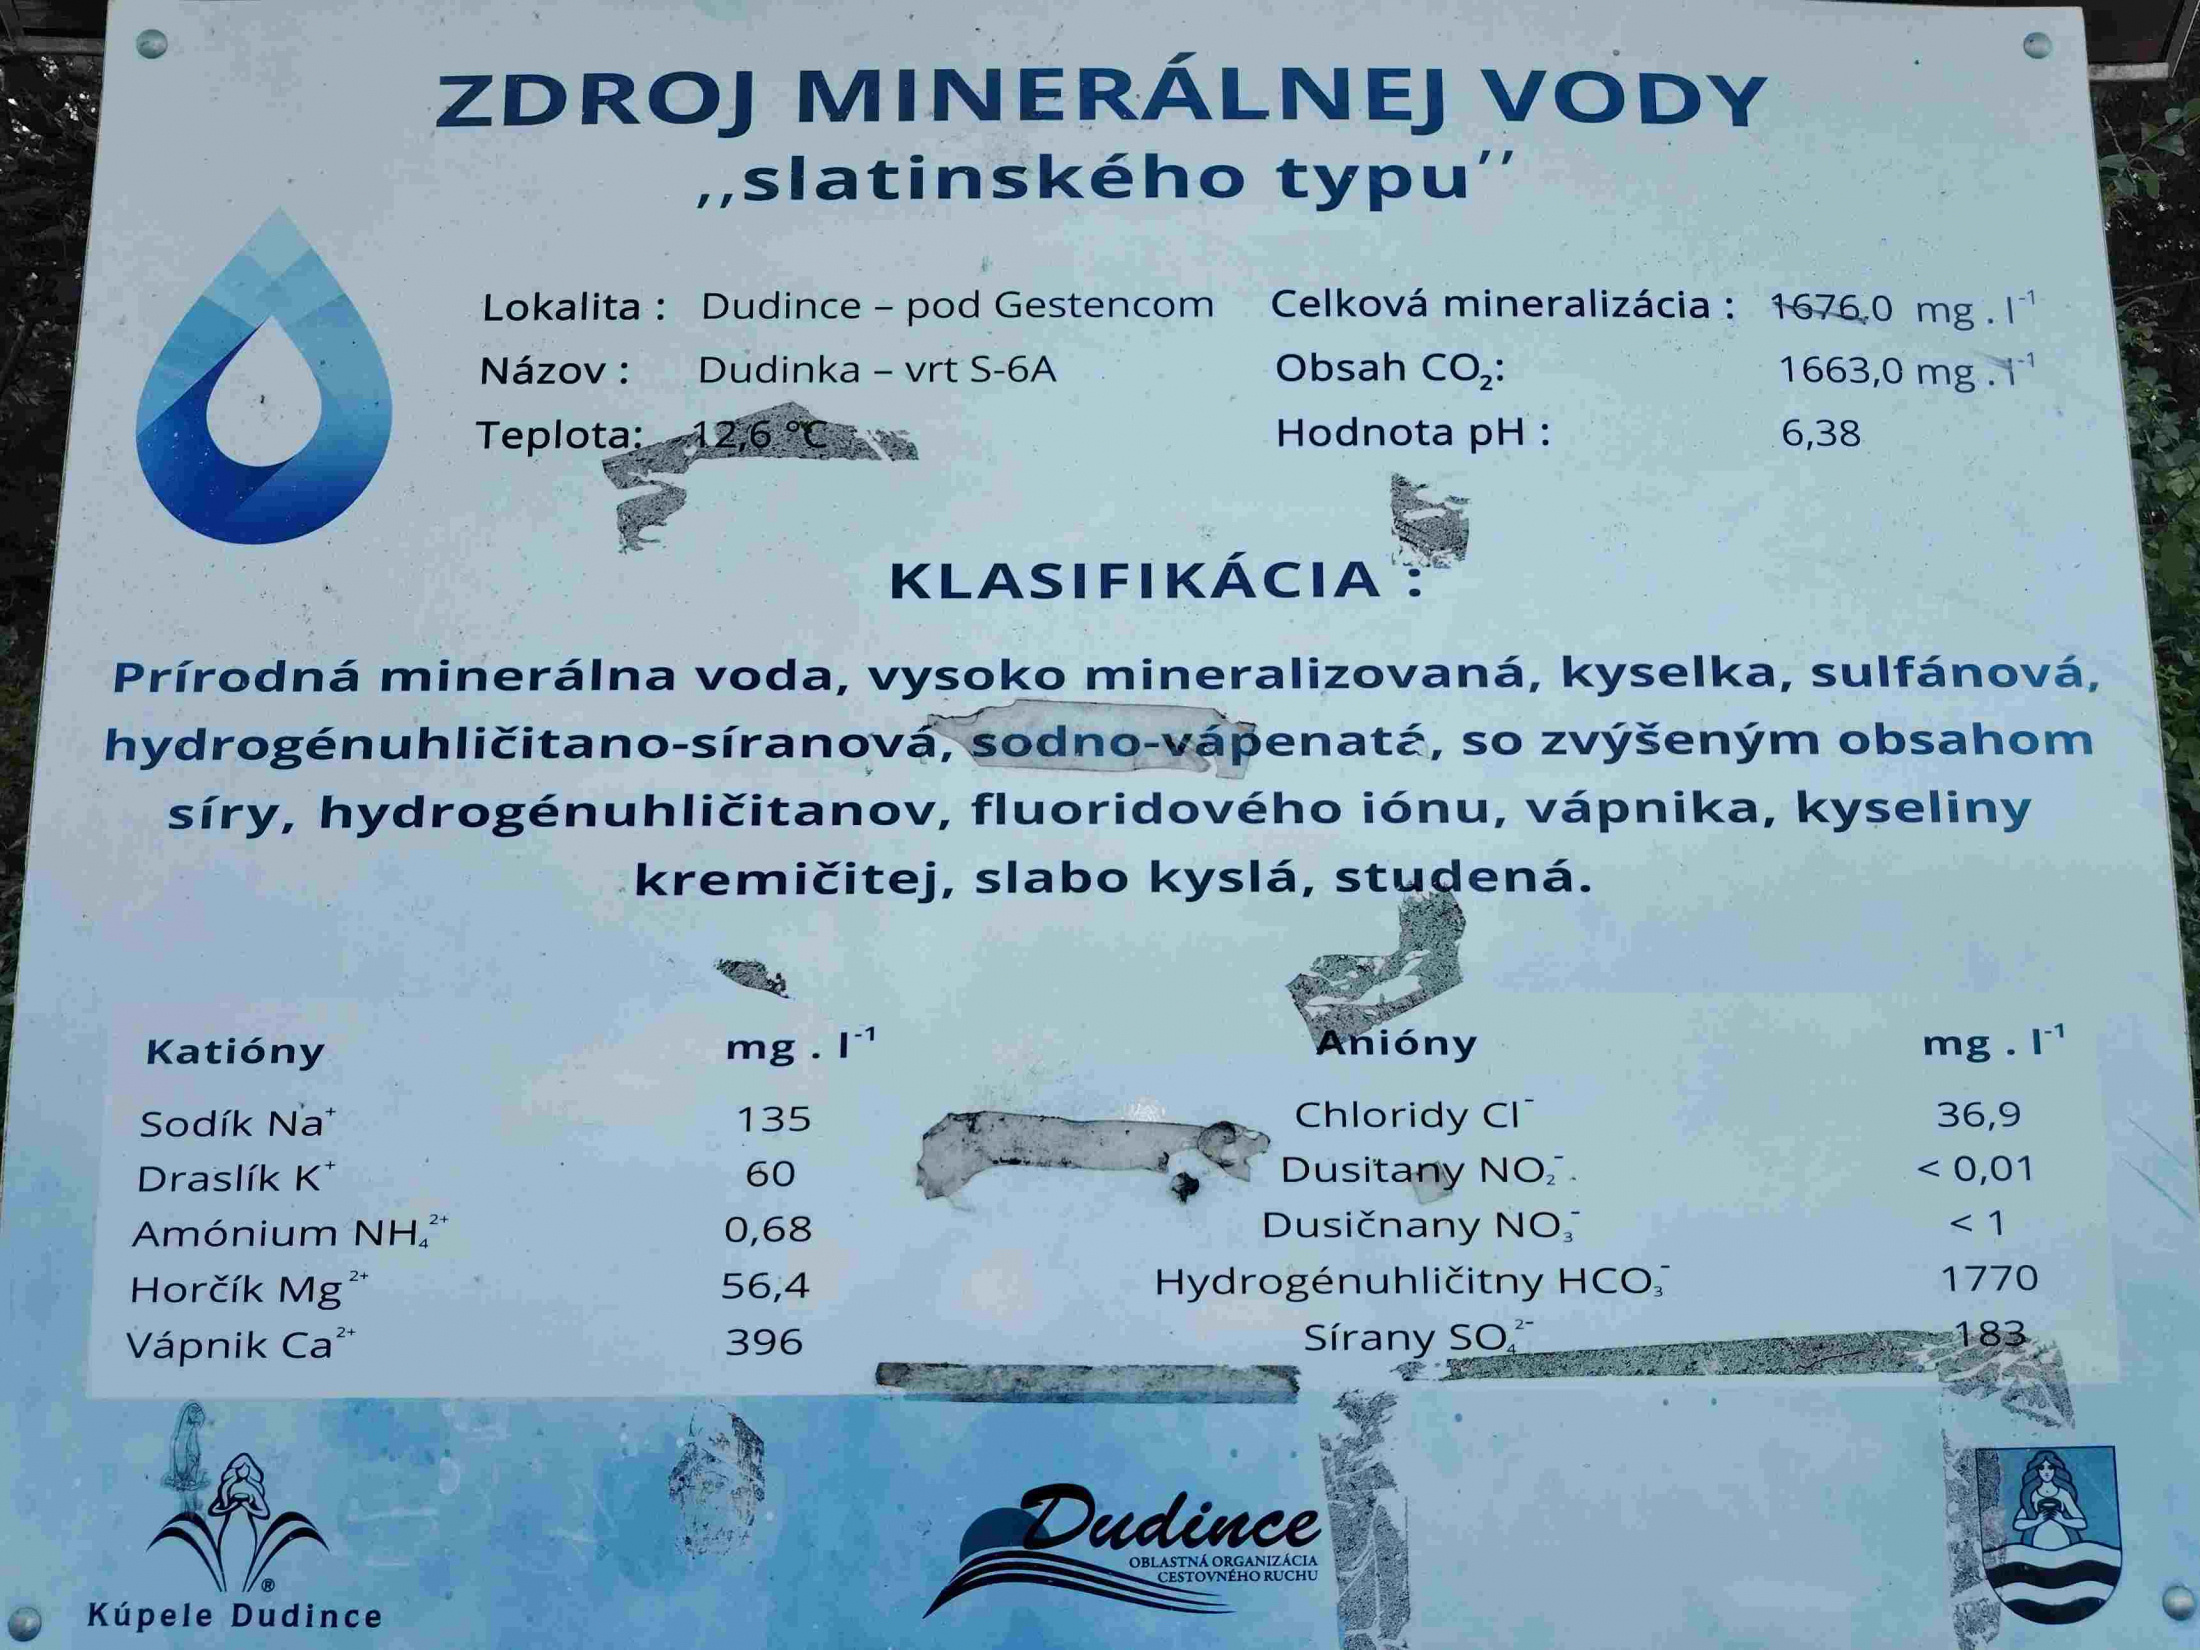 ZDROJ MINERÁLNEJ VODY
,,slatinského typu′′
Lokalita : Dudince – pod Gestencom
Názov : Dudinka – vrt S-6A
Teplota: 12,6 °C
Celková mineralizácia : 1676,0 mg . l⁻¹
Obsah CO₂: 1663,0 mg . l⁻¹
Hodnota pH : 6,38
KLASIFIKÁCIA :
Prírodná minerálna voda, vysoko mineralizovaná, kyselka, sulfánová,
hydrogénuhličitano-síranová, sodno-vápenatá, so zvýšeným obsahom
síry, hydrogénuhličitanov, fluoridového iónu, vápnika, kyseliny
kremičitej, slabo kyslá, studená.
Katióny mg . l⁻¹
Sodík Na⁺ 135
Draslík K⁺ 60
Amónium NH₄²⁺ 0,68
Horčík Mg²⁺ 56,4
Vápnik Ca²⁺ 396
Anióny mg . l⁻¹
Chloridy Cl⁻ 36,9
Dusitany NO₂⁻ < 0,01
Dusičnany NO₃⁻ < 1
Hydrogénuhličitny HCO₃⁻ 1770
Sírany SO₄²⁻ 183
®
Kúpele Dudince
Dudince
OBLASTNÁ ORGANIZÁCIA
CESTOVNÉHO RUCHU